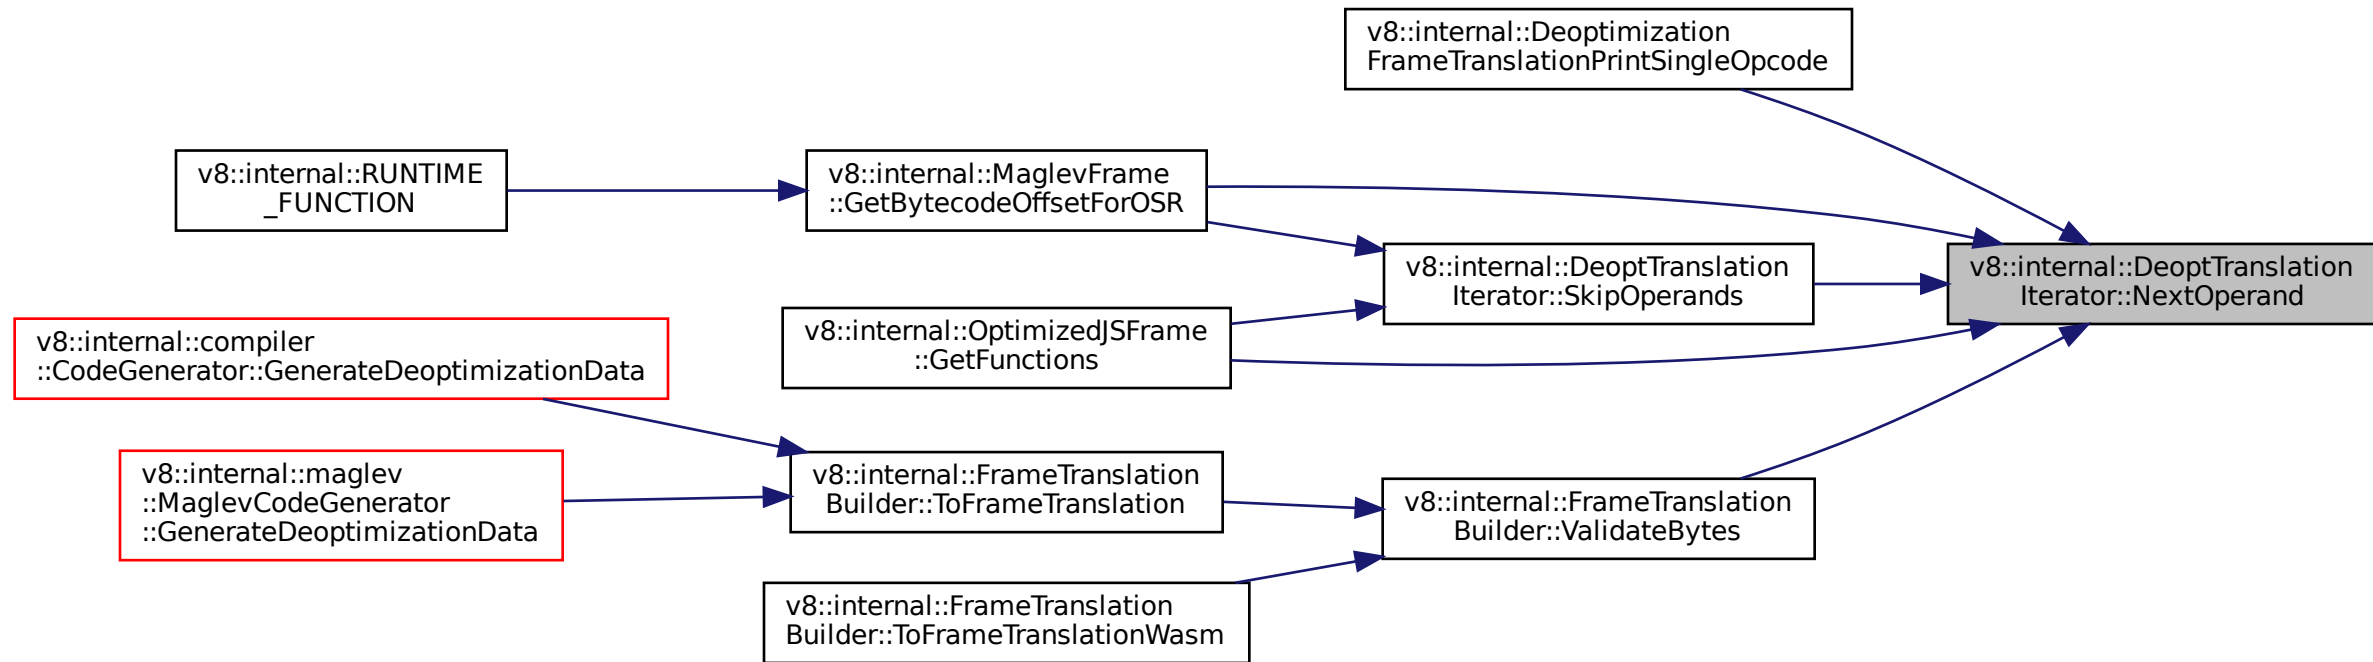 v8::internal::Deoptimization
FrameTranslationPrintSingleOpcode
v8::internal::RUNTIME
_FUNCTION
v8::internal::MaglevFrame
::GetBytecodeOffsetForOSR
v8::internal::DeoptTranslation
Iterator::SkipOperands
v8::internal::DeoptTranslation
Iterator::NextOperand
v8::internal::OptimizedJSFrame
::GetFunctions
v8::internal::compiler
::CodeGenerator::GenerateDeoptimizationData
v8::internal::maglev
::MaglevCodeGenerator
::GenerateDeoptimizationData
v8::internal::FrameTranslation
Builder::ToFrameTranslation
v8::internal::FrameTranslation
Builder::ValidateBytes
v8::internal::FrameTranslation
Builder::ToFrameTranslationWasm